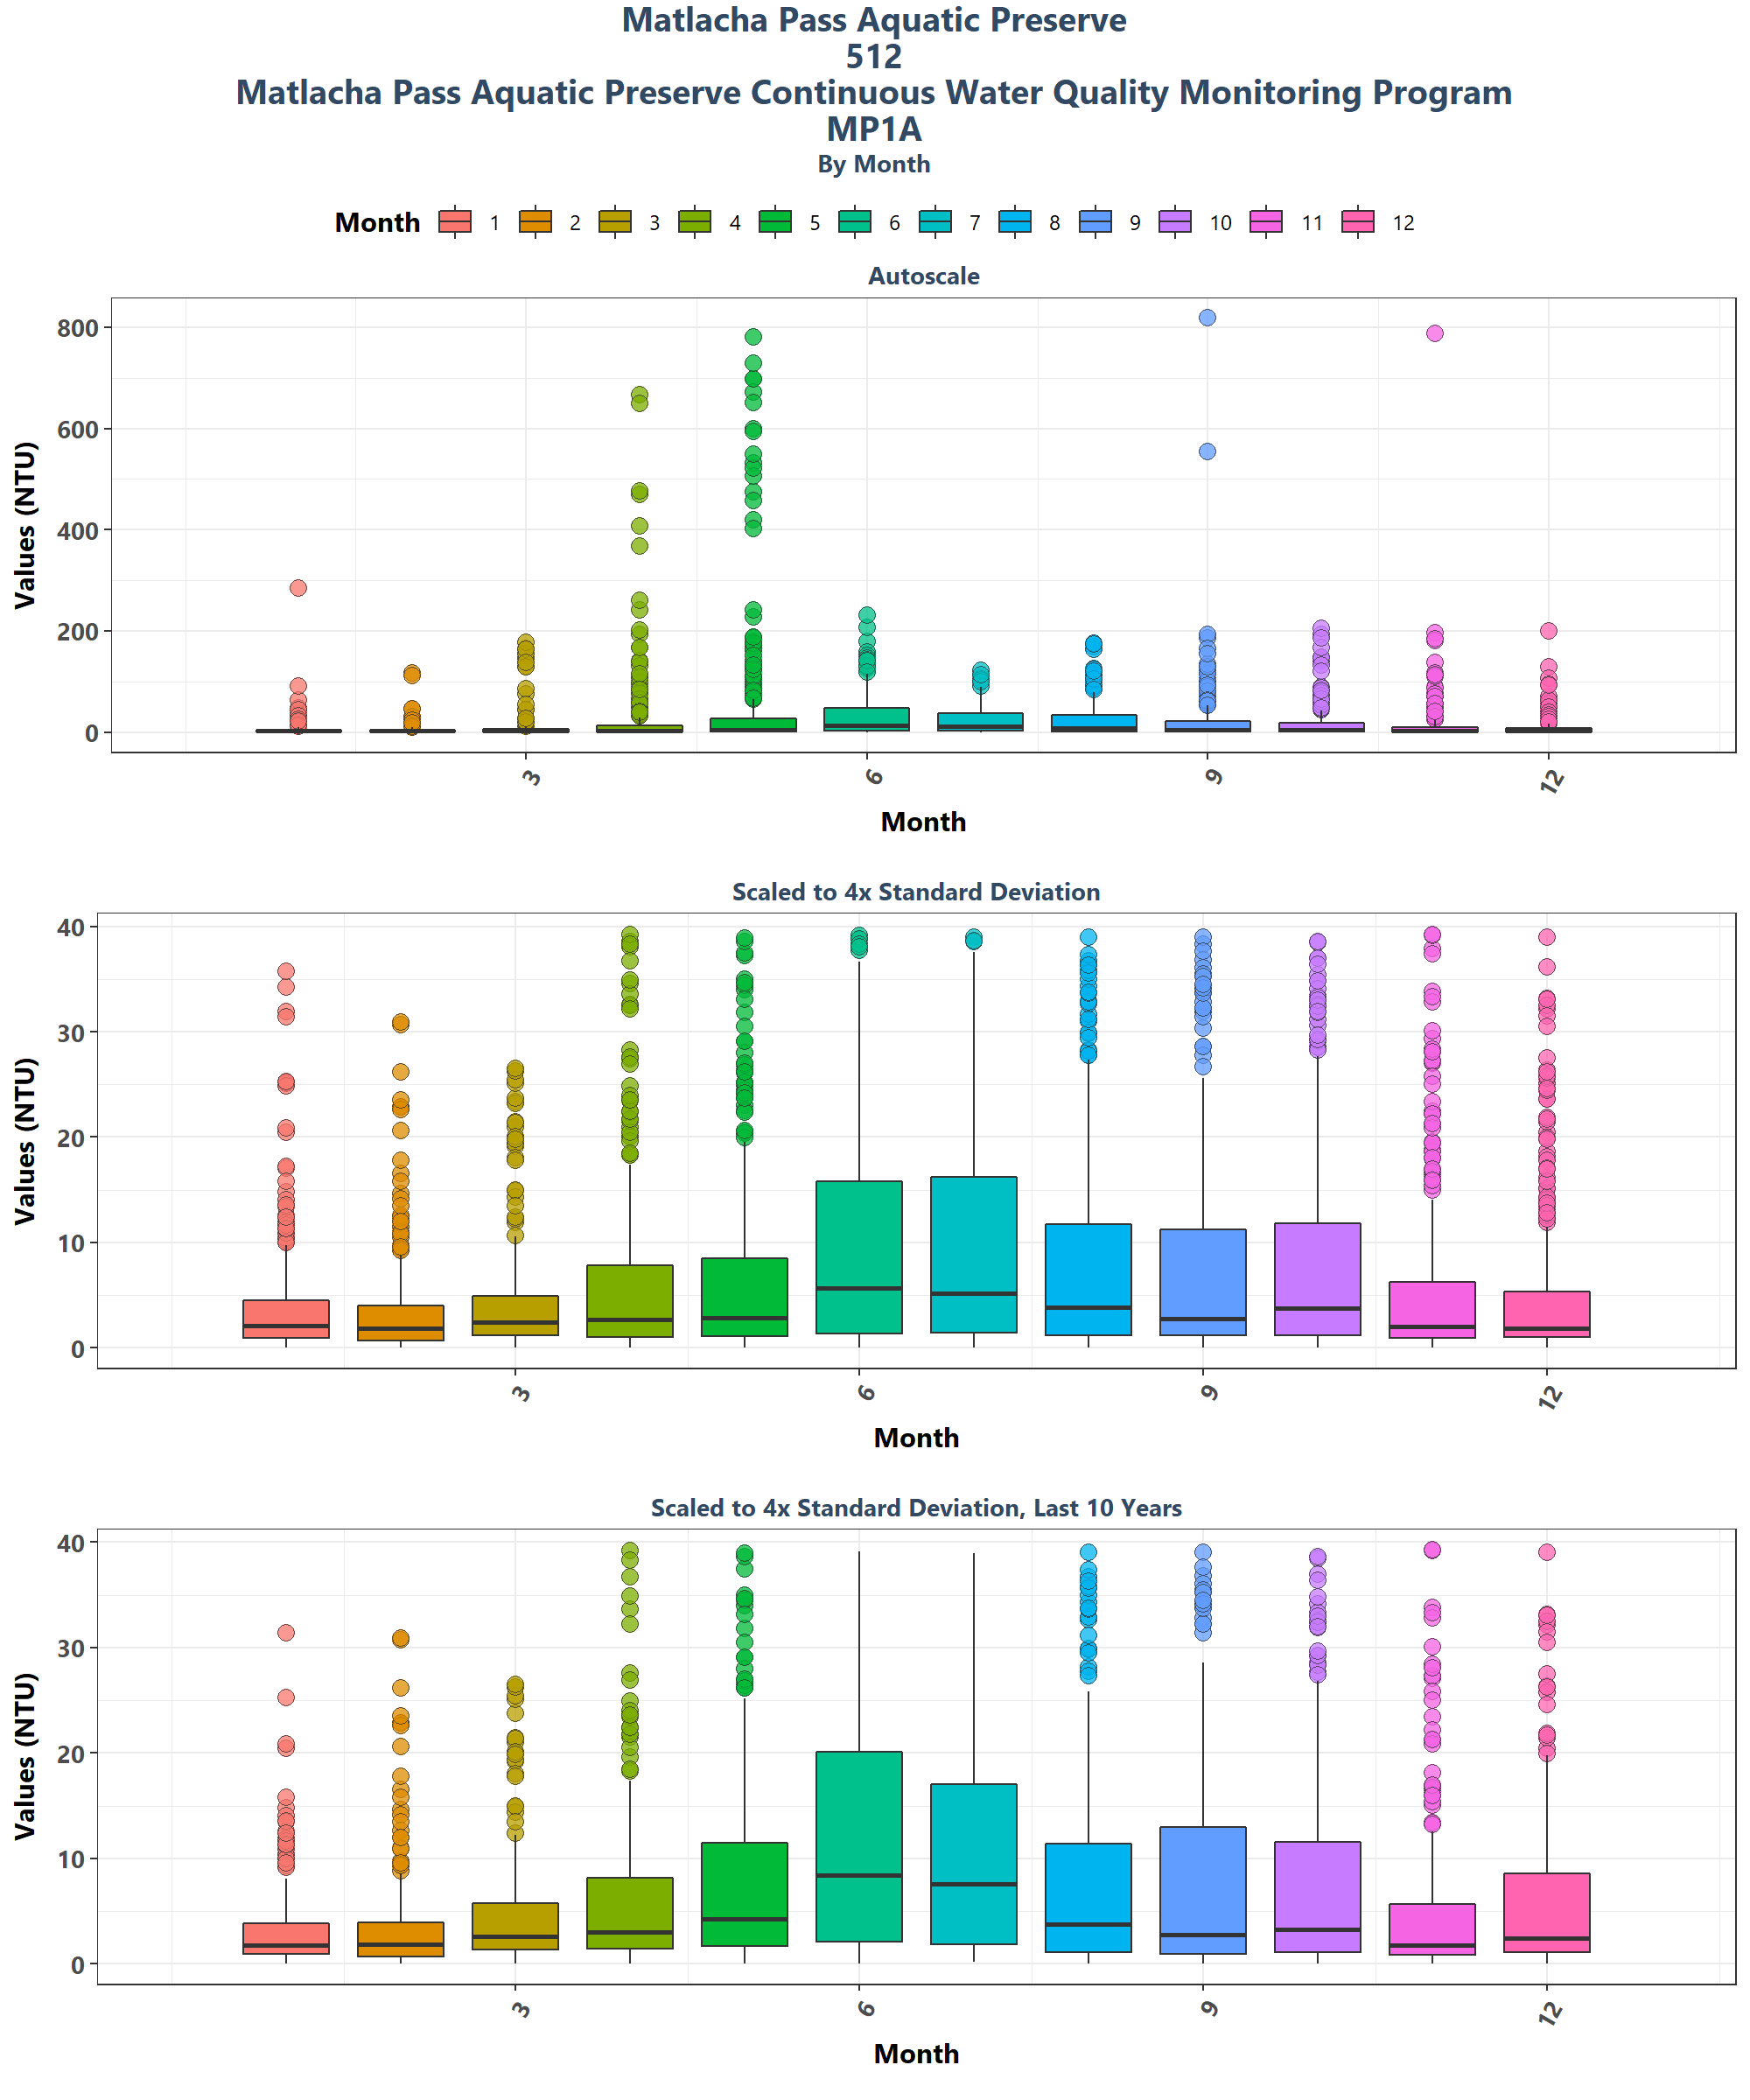 Matlacha Pass Aquatic Preserve
512
Matlacha Pass Aquatic Preserve Continuous Water Quality Monitoring Program
MP1A
By Month
Month 1 2 3 4 5 6 7 8 9 10 11 12
Autoscale
Values (NTU)
800
600
400
200
0
3 6 9 12
Month
Scaled to 4x Standard Deviation
Values (NTU)
40
30
20
10
0
3 6 9 12
Month
Scaled to 4x Standard Deviation, Last 10 Years
Values (NTU)
40
30
20
10
0
3 6 9 12
Month